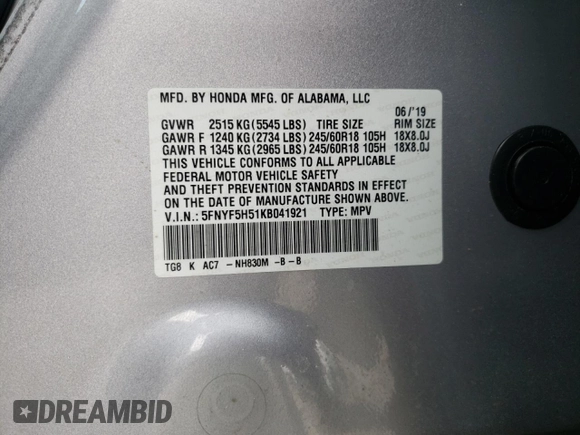 MFD. BY HONDA MFG. OF ALABAMA, LLC
06/'19
GVWR 2515 KG (5545 LBS) TIRE SIZE RIM SIZE
GAWR F 1240 KG (2734 LBS) 245/60R18 105H 18X8.0J
GAWR R 1345 KG (2965 LBS) 245/60R18 105H 18X8.0J
THIS VEHICLE CONFORMS TO ALL APPLICABLE
FEDERAL MOTOR VEHICLE SAFETY
AND THEFT PREVENTION STANDARDS IN EFFECT
ON THE DATE OF MANUFACTURE SHOWN ABOVE.
V.I.N.: 5FNYF5H51KB041921 TYPE: MPV
TG8 K AC7 -NH830M -B-B
DREAMBID